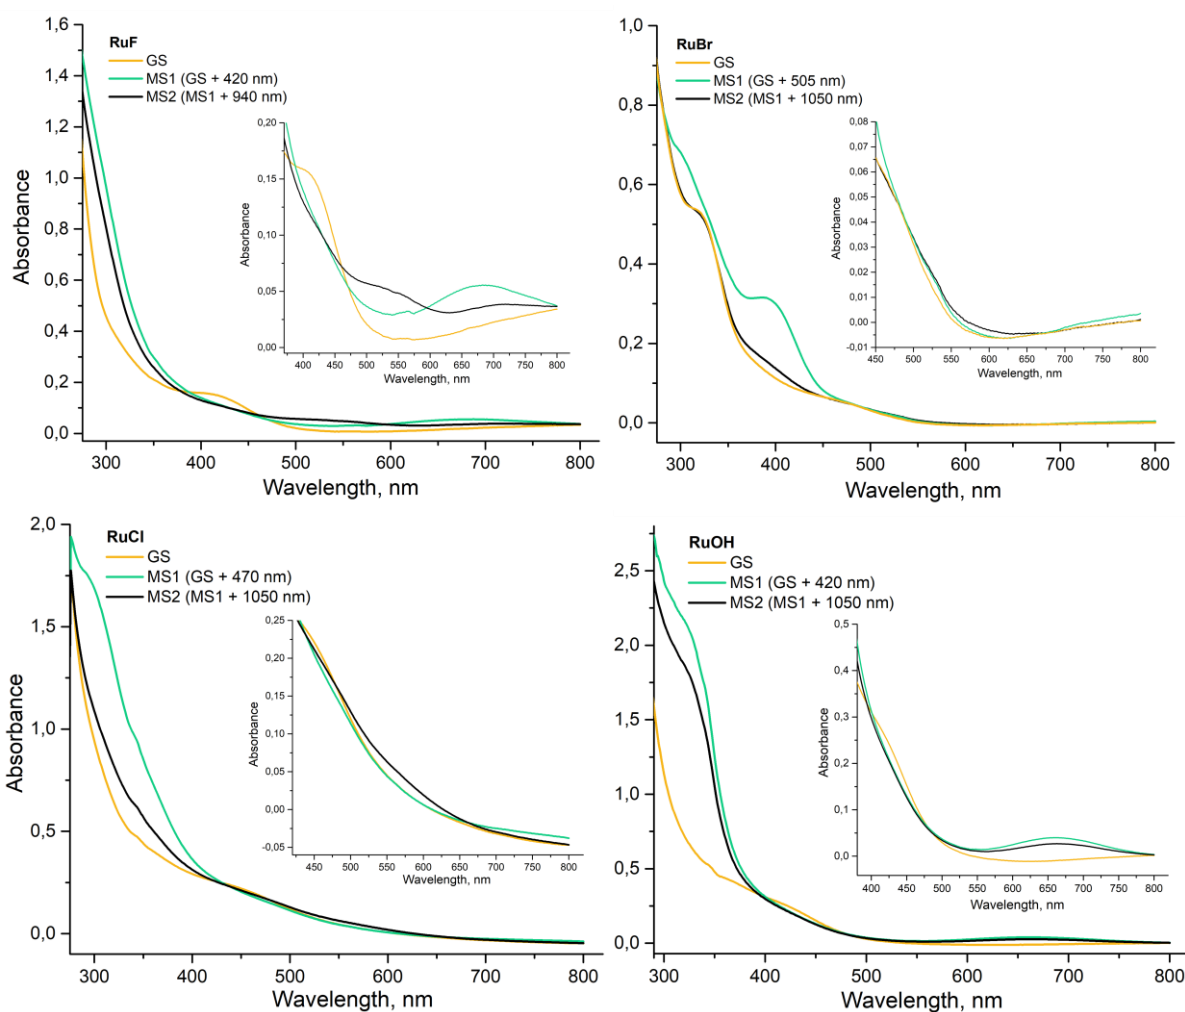 RuF
GS
MS1 (GS + 420 nm)
MS2 (MS1 + 940 nm)
1,6
1,4
1,2
1,0
0,8
0,6
0,4
0,2
0,0
Absorbance
300 400 500 600 700 800
Wavelength, nm
0,20
0,15
0,10
0,05
0,00
Absorbance
400 450 500 550 600 650 700 750 800
Wavelength, nm
RuBr
GS
MS1 (GS + 505 nm)
MS2 (MS1 + 1050 nm)
1,0
0,8
0,6
0,4
0,2
0,0
300 400 500 600 700 800
Wavelength, nm
0,08
0,07
0,06
0,05
0,04
0,03
0,02
0,01
0,00
-0,01
Absorbance
450 500 550 600 650 700 750 800
Wavelength, nm
RuCl
GS
MS1 (GS + 470 nm)
MS2 (MS1 + 1050 nm)
2,0
1,5
1,0
0,5
0,0
Absorbance
300 400 500 600 700 800
Wavelength, nm
0,25
0,20
0,15
0,10
0,05
0,00
-0,05
Absorbance
450 500 550 600 650 700 750 800
Wavelength, nm
RuOH
GS
MS1 (GS + 420 nm)
MS2 (MS1 + 1050 nm)
2,5
2,0
1,5
1,0
0,5
0,0
300 400 500 600 700 800
Wavelength, nm
0,5
0,4
0,3
0,2
0,1
0,0
Absorbance
400 450 500 550 600 650 700 750 800
Wavelength, nm